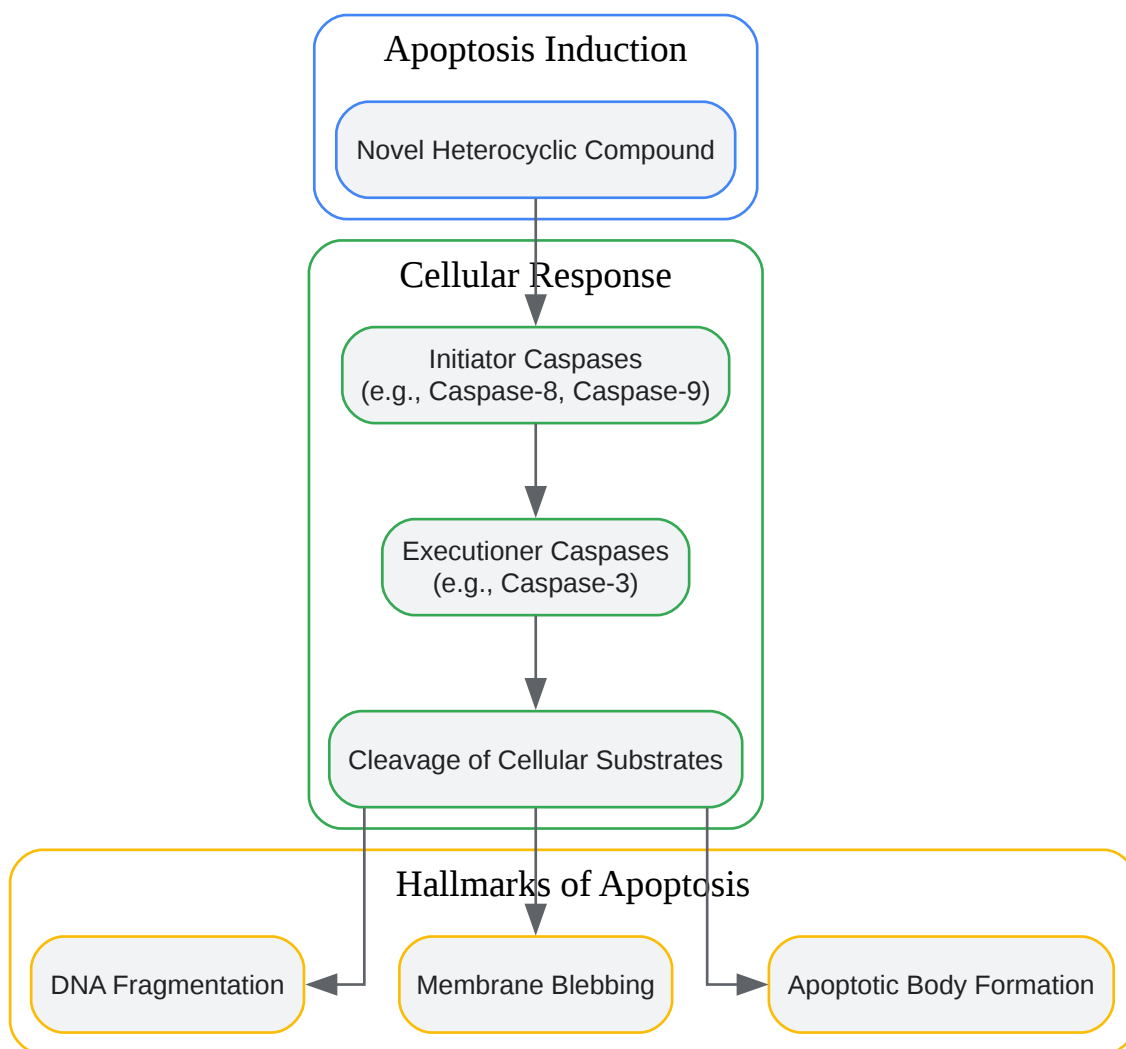 Apoptosis Induction
Novel Heterocyclic Compound
Cellular Response
Initiator Caspases
(e.g., Caspase-8, Caspase-9)
Executioner Caspases
(e.g., Caspase-3)
Cleavage of Cellular Substrates
Hallmarks of Apoptosis
DNA Fragmentation
Membrane Blebbing
Apoptotic Body Formation